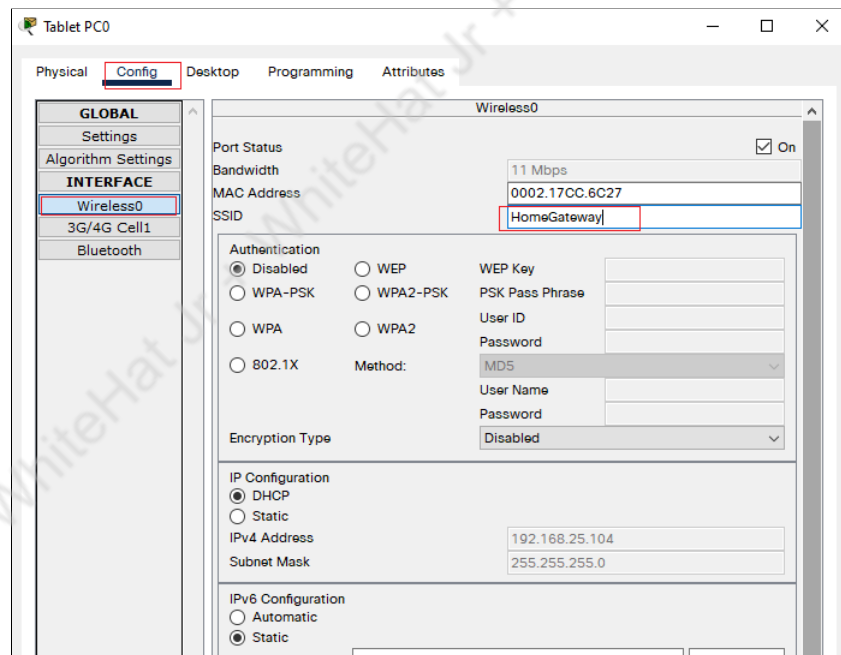 Tablet PC0
Physical Config Desktop Programming Attributes
GLOBAL
Settings
Algorithm Settings
INTERFACE
Wireless0
3G/4G Cell1
Bluetooth
Wireless0
Port Status On
Bandwidth 11 Mbps
MAC Address 0002.17CC.6C27
SSID HomeGateway
Authentication
Disabled WEP WEP Key
WPA-PSK WPA2-PSK PSK Pass Phrase
User ID
WPA WPA2
Password
802.1X Method: MD5
User Name
Password
Encryption Type Disabled
IP Configuration
DHCP
Static
IPv4 Address 192.168.25.104
Subnet Mask 255.255.255.0
IPv6 Configuration
Automatic
Static
WhiteHat Jr + WhiteHat Jr +